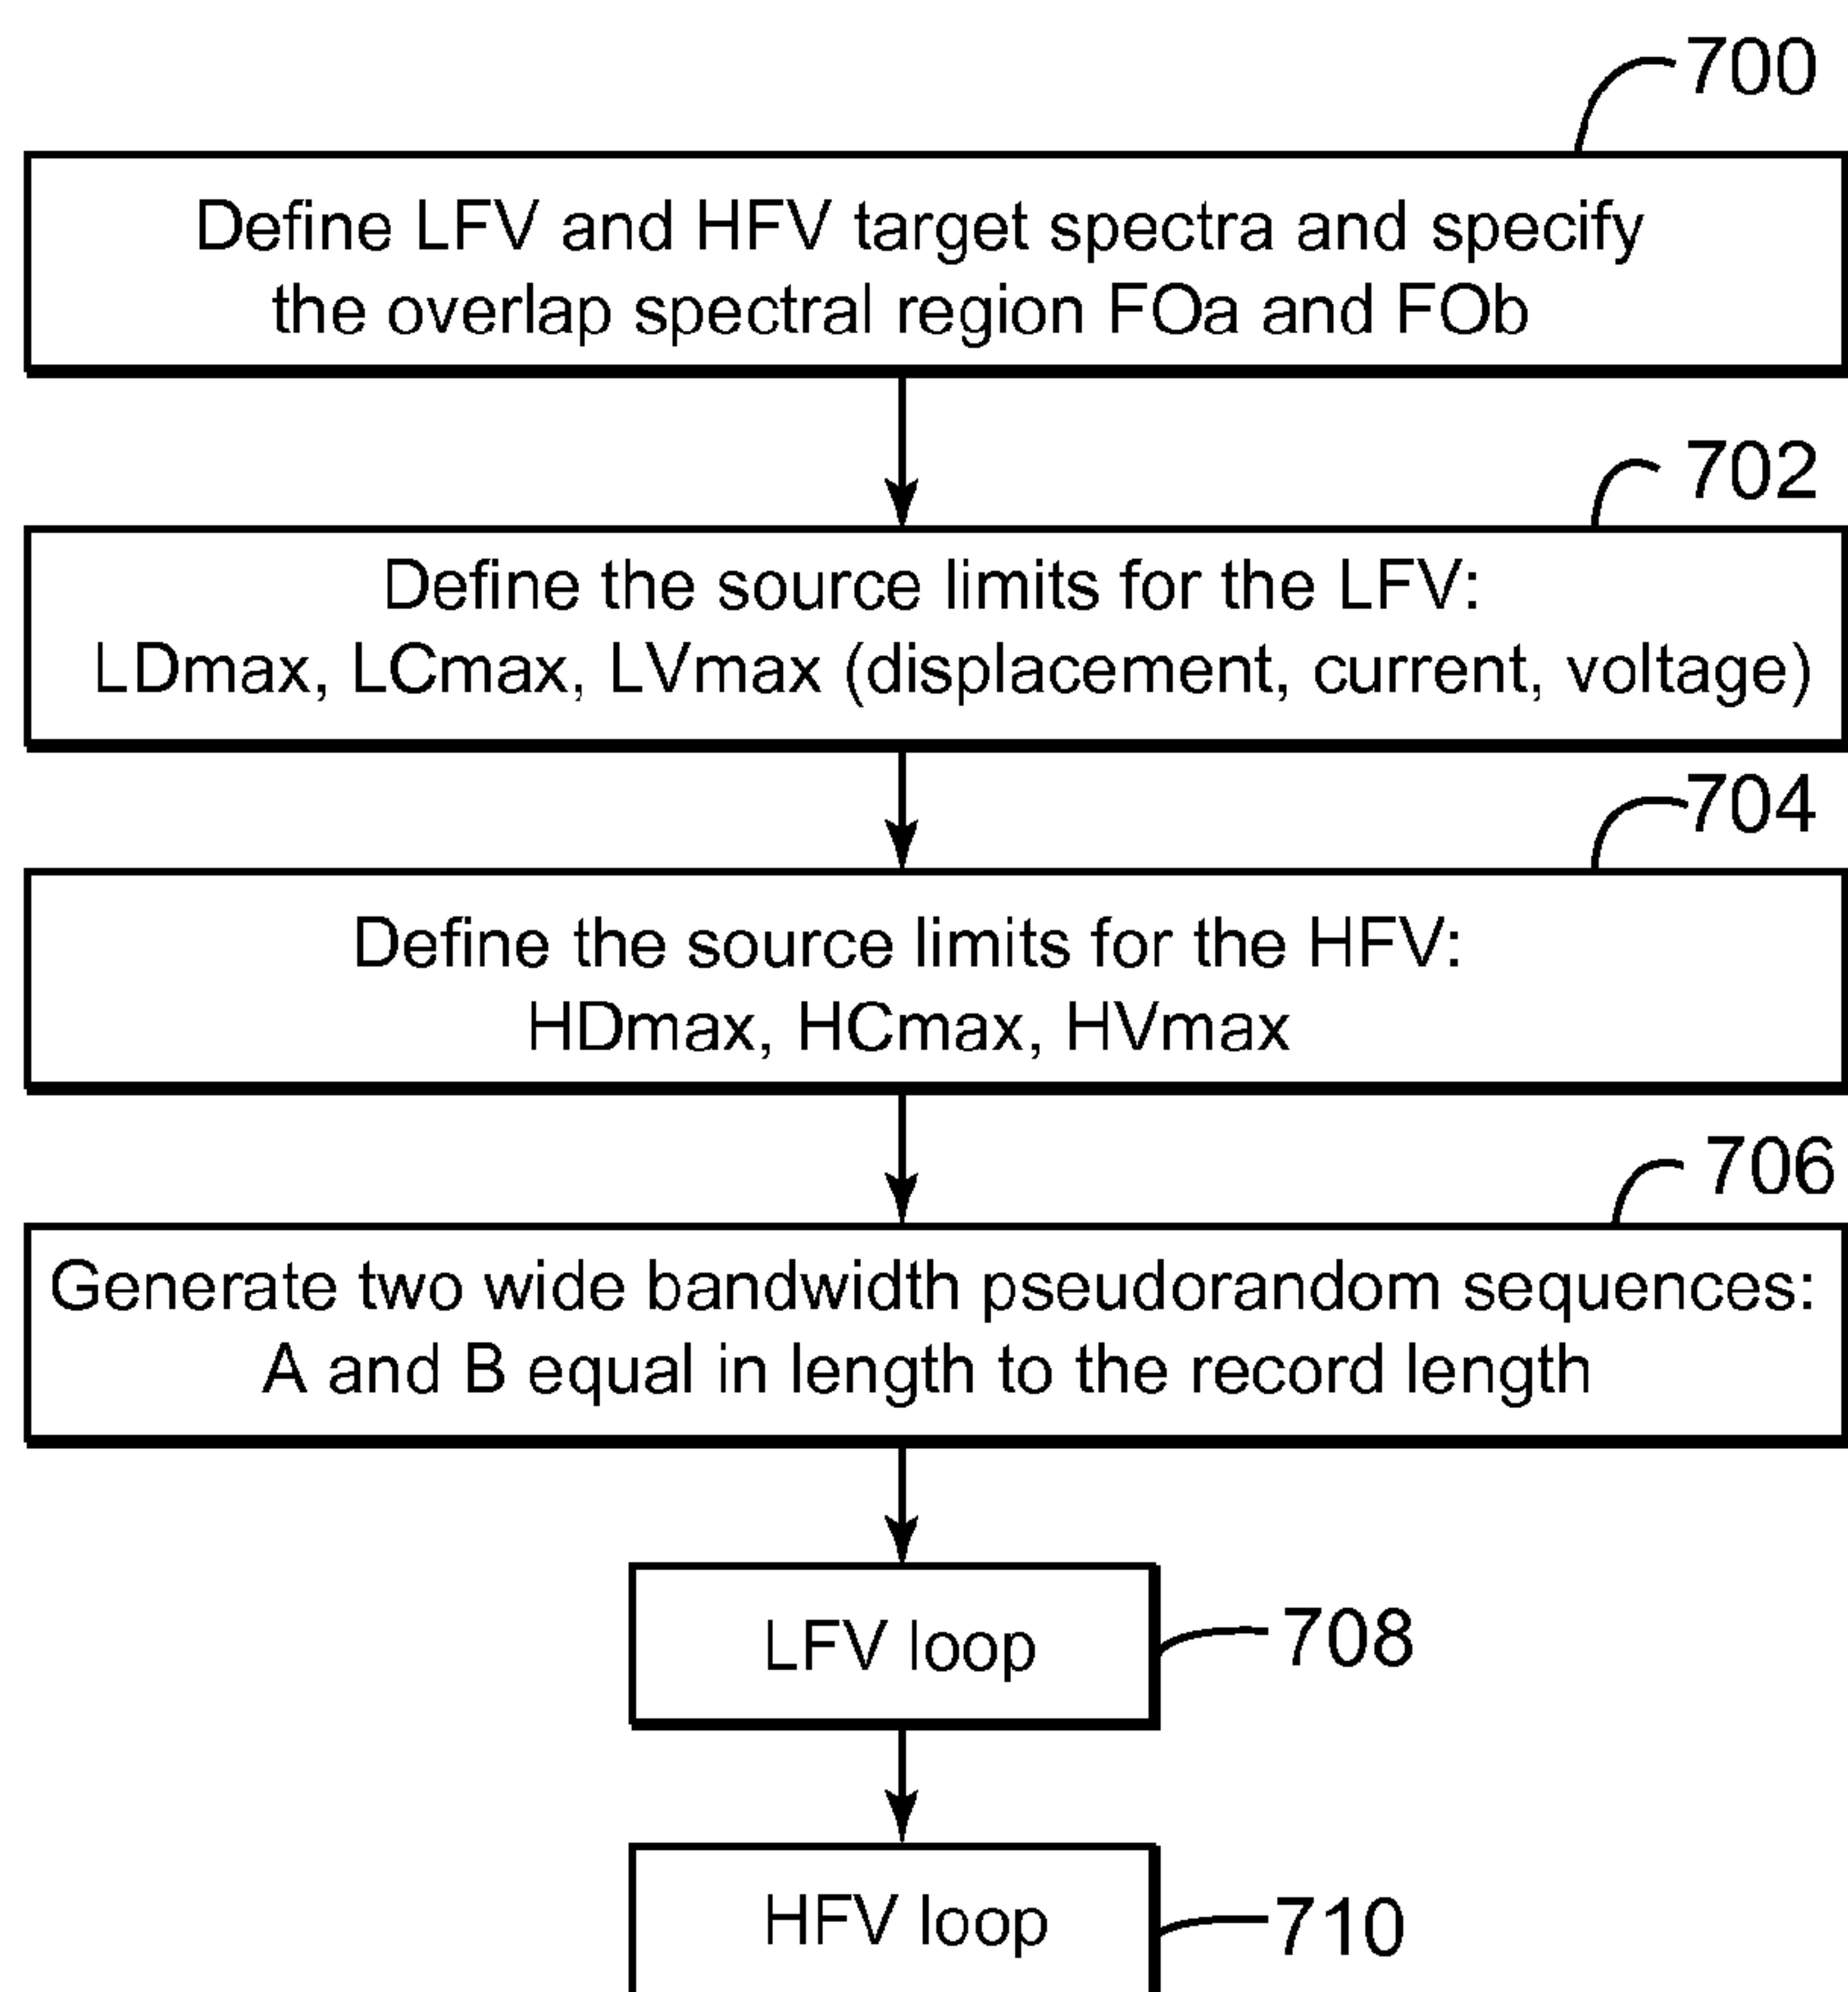 700
Define LFV and HFV target spectra and specify
the overlap spectral region FOa and FOb
702
Define the source limits for the LFV:
LDmax, LCmax, LVmax (displacement, current, voltage)
704
Define the source limits for the HFV:
HDmax, HCmax, HVmax
706
Generate two wide bandwidth pseudorandom sequences:
A and B equal in length to the record length
LFV loop
708
HFV loop
710